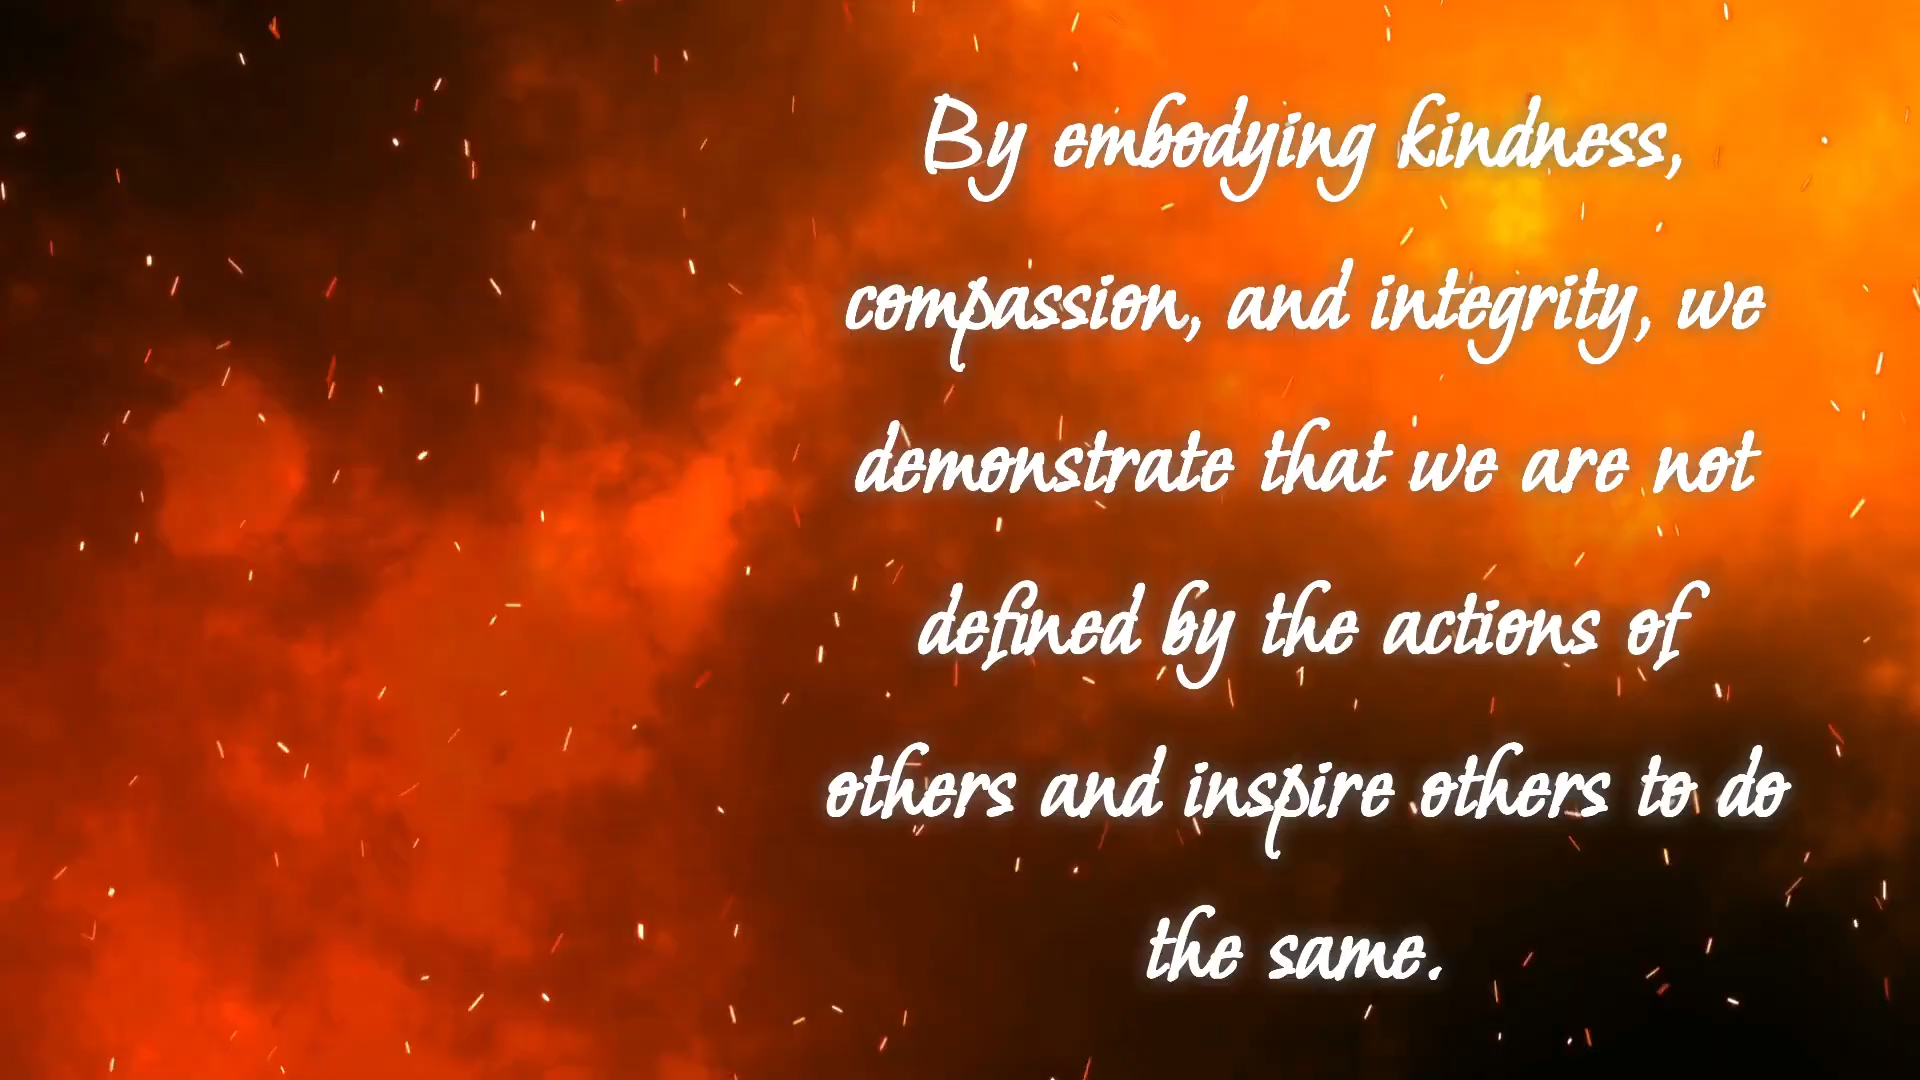 By embodying kindness,
compassion, and integrity, we
demonstrate that we are not
defined by the actions of
others and inspire others to do
the same.